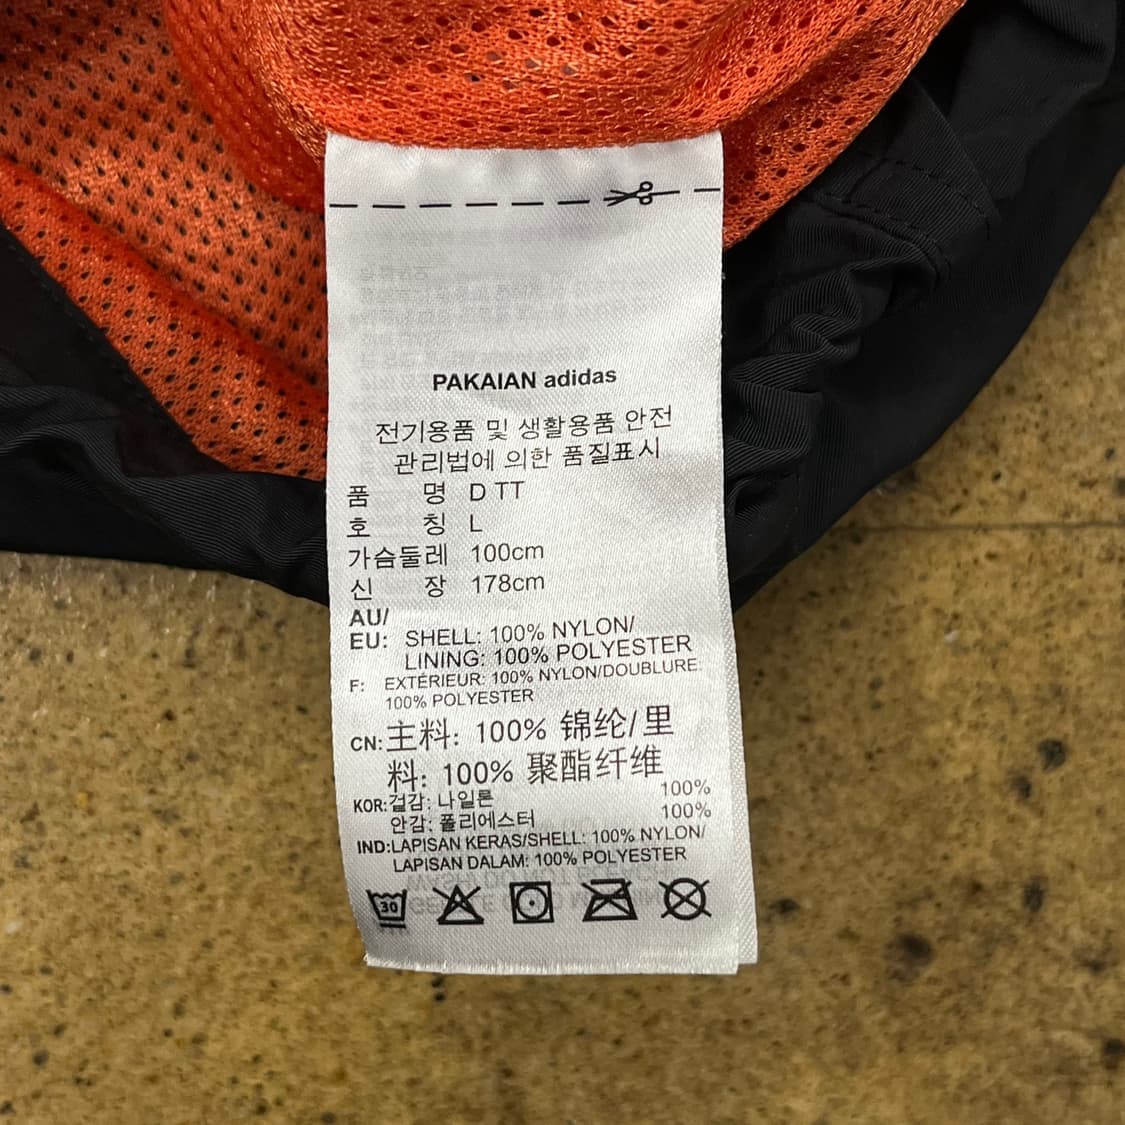 PAKAIAN adidas
전기용품 및 생활용품 안전
관리법에 의한 품질표시
품 명 D TT
호 칭 L
가슴둘레 100cm
신 장 178cm
AU/
EU: SHELL: 100% NYLON/
LINING: 100% POLYESTER
F: EXTÉRIEUR: 100% NYLON/DOUBLURE:
100% POLYESTER
CN: 主料: 100% 锦纶/里
料: 100% 聚酯纤维
KOR: 겉감: 나일론 100%
안감: 폴리에스터 100%
IND: LAPISAN KERAS/SHELL: 100% NYLON/
LAPISAN DALAM: 100% POLYESTER
30